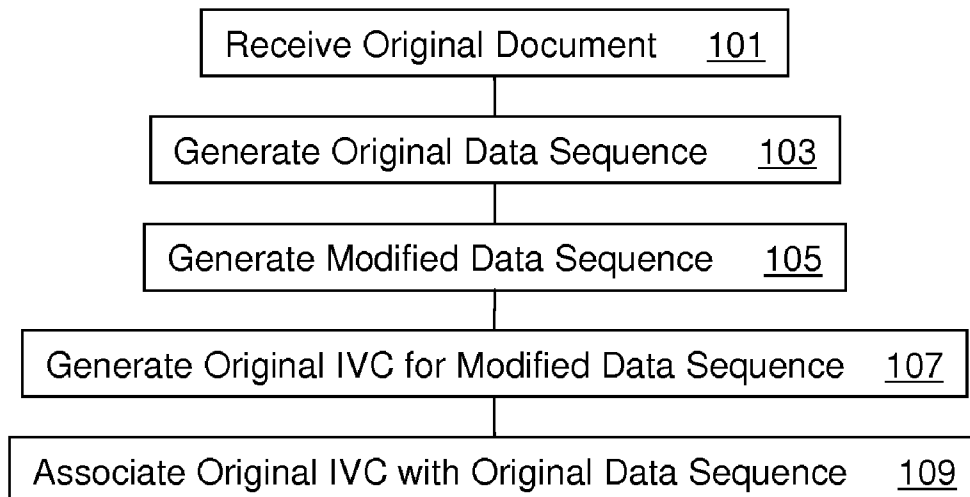 Receive Original Document 101
Generate Original Data Sequence 103
Generate Modified Data Sequence 105
Generate Original IVC for Modified Data Sequence 107
Associate Original IVC with Original Data Sequence 109